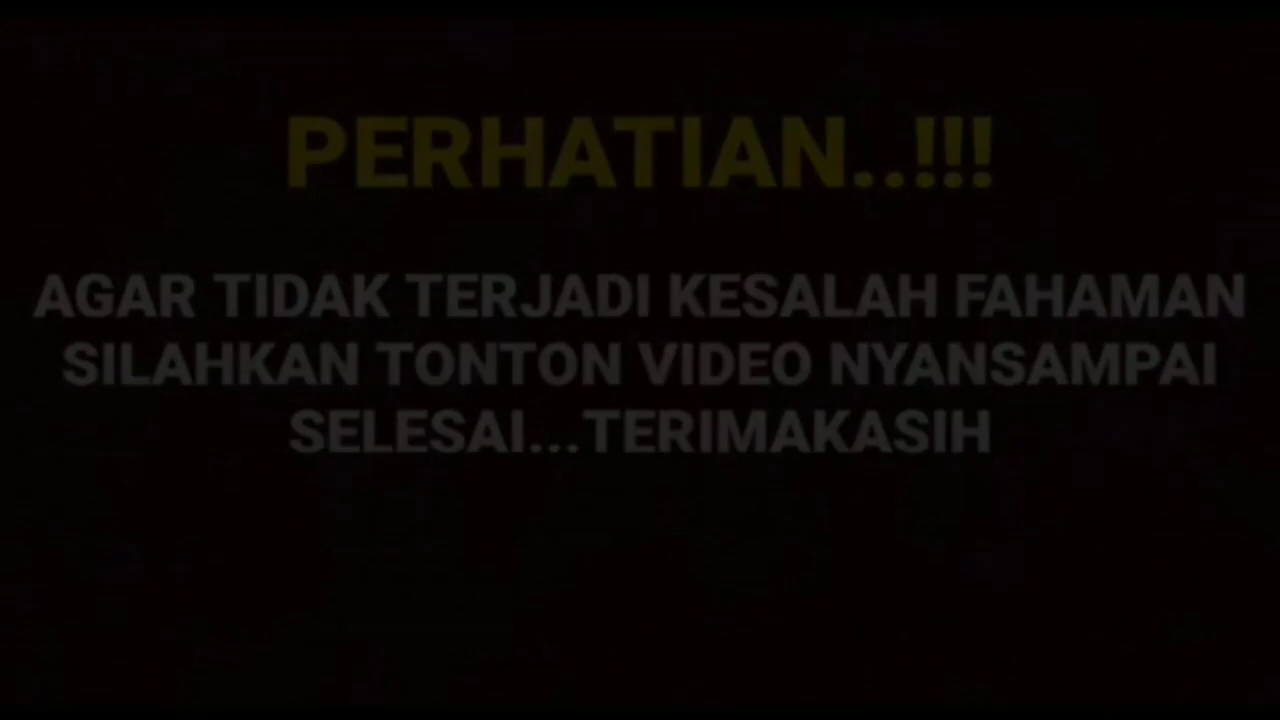 PERHATIAN..!!!
AGAR TIDAK TERJADI KESALAH FAHAMAN
SILAHKAN TONTON VIDEO NYANSAMPAI
SELESAI...TERIMAKASIH